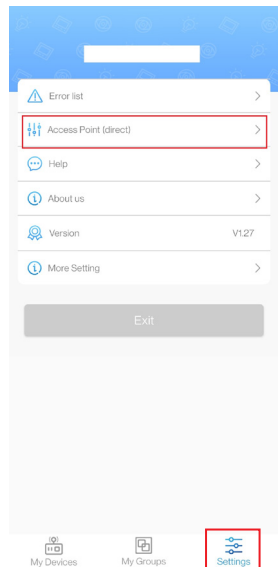 Error list
Access Point (direct)
Help
About us
Version V1.27
More Setting
Exit
My Devices My Groups Settings